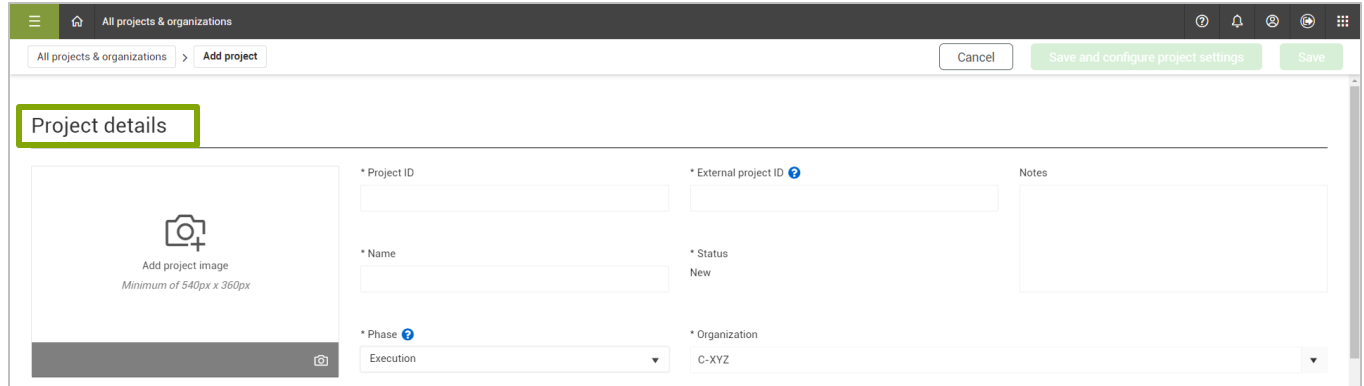 All projects & organizations
All projects & organizations > Add project
Cancel
Save and configure project settings
Save
Project details
Add project image
Minimum of 540px x 360px
* Project ID
* External project ID ?
Notes
* Name
* Status
New
* Phase ?
Execution
* Organization
C-XYZ